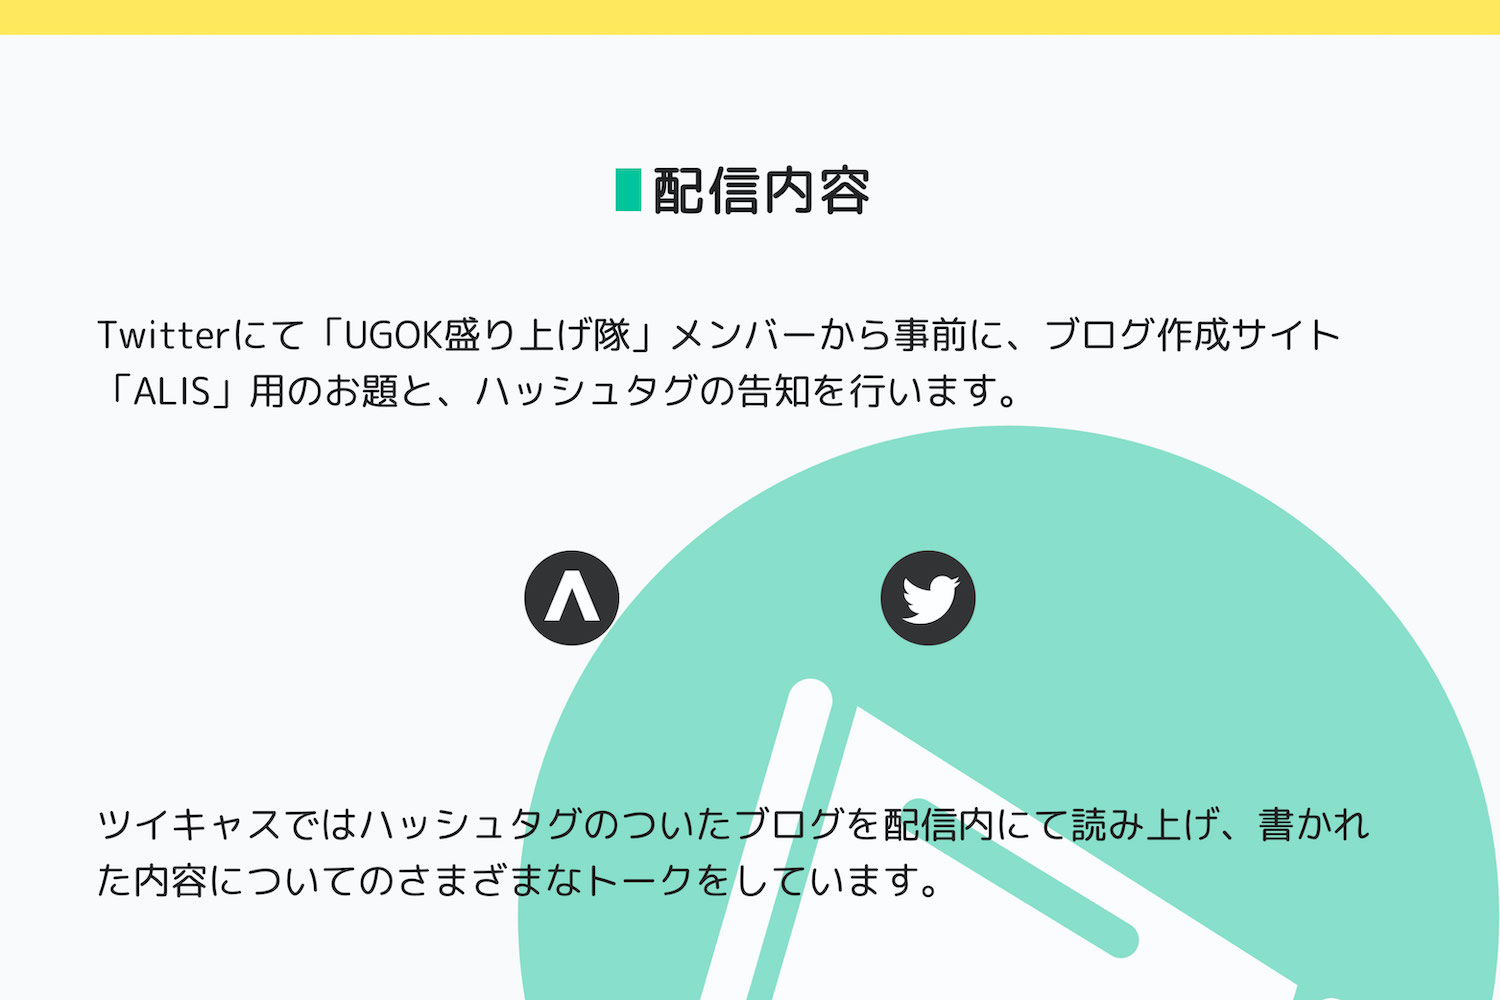 配信内容
Twitterにて「UGOK盛り上げ隊」メンバーから事前に、ブログ作成サイト
「ALIS」用のお題と、ハッシュタグの告知を行います。
ツイキャスではハッシュタグのついたブログを配信内にて読み上げ、書かれ
た内容についてのさまざまなトークをしています。